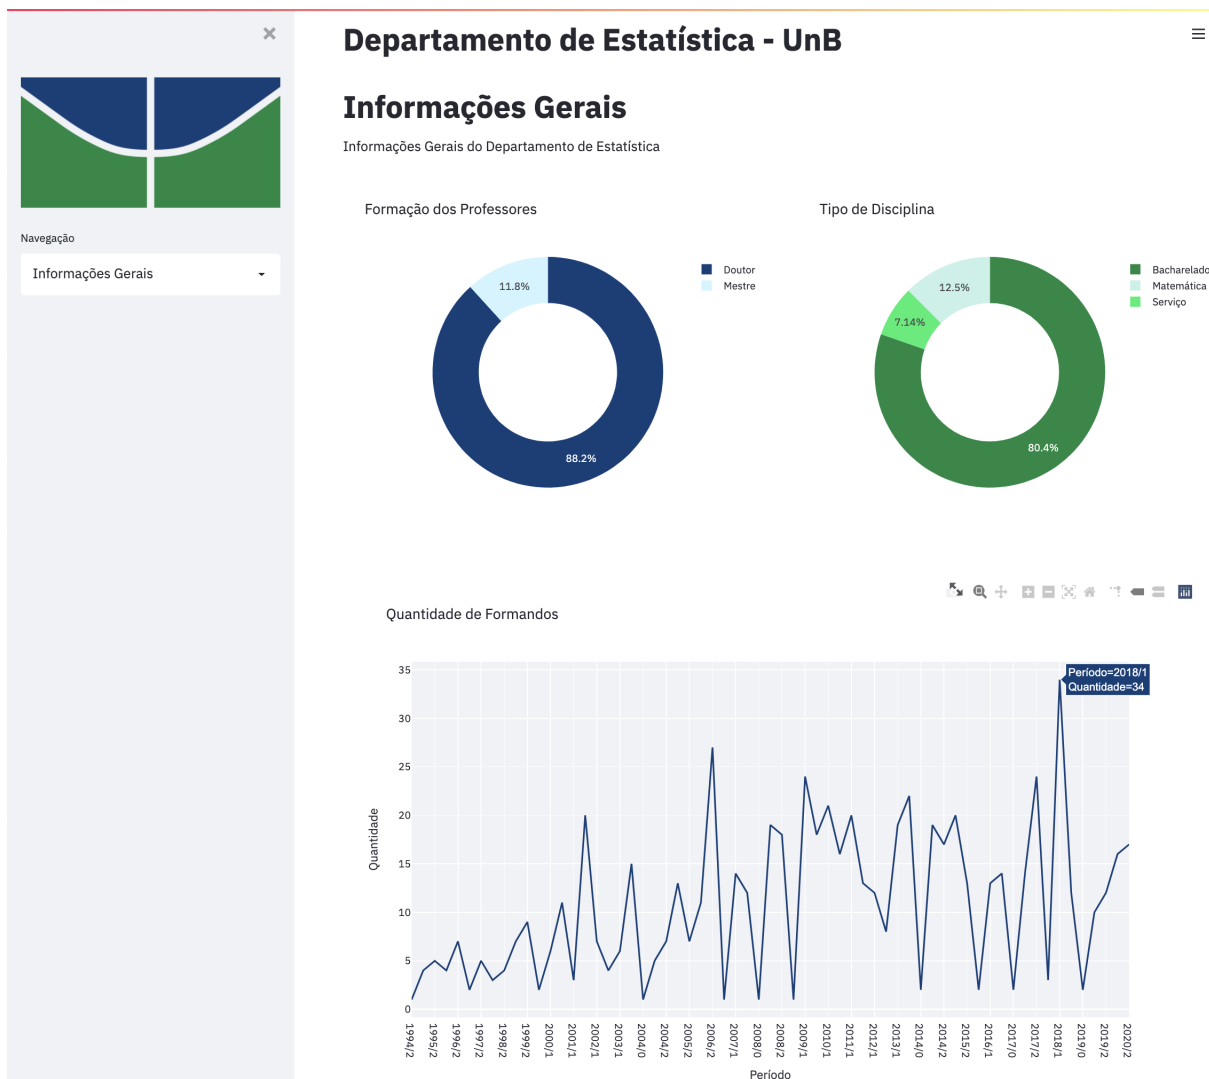 Departamento de Estatística - UnB
Informações Gerais
Informações Gerais do Departamento de Estatística
Navegação
Informações Gerais
Formação dos Professores
11.8%
88.2%
Doutor
Mestre
Tipo de Disciplina
12.5%
7.14%
80.4%
Bacharelado
Matemática
Serviço
Quantidade de Formandos
Período=2018/1
Quantidade=34
Quantidade
35
30
25
20
15
10
5
0
1994/2
1995/2
1996/2
1997/2
1998/2
1999/2
2000/1
2001/1
2002/1
2003/1
2004/0
2004/2
2005/2
2006/2
2007/1
2008/0
2008/2
2009/1
2010/1
2011/1
2012/1
2013/1
2014/0
2014/2
2015/2
2016/1
2017/0
2017/2
2018/1
2019/0
2019/2
2020/2
Período